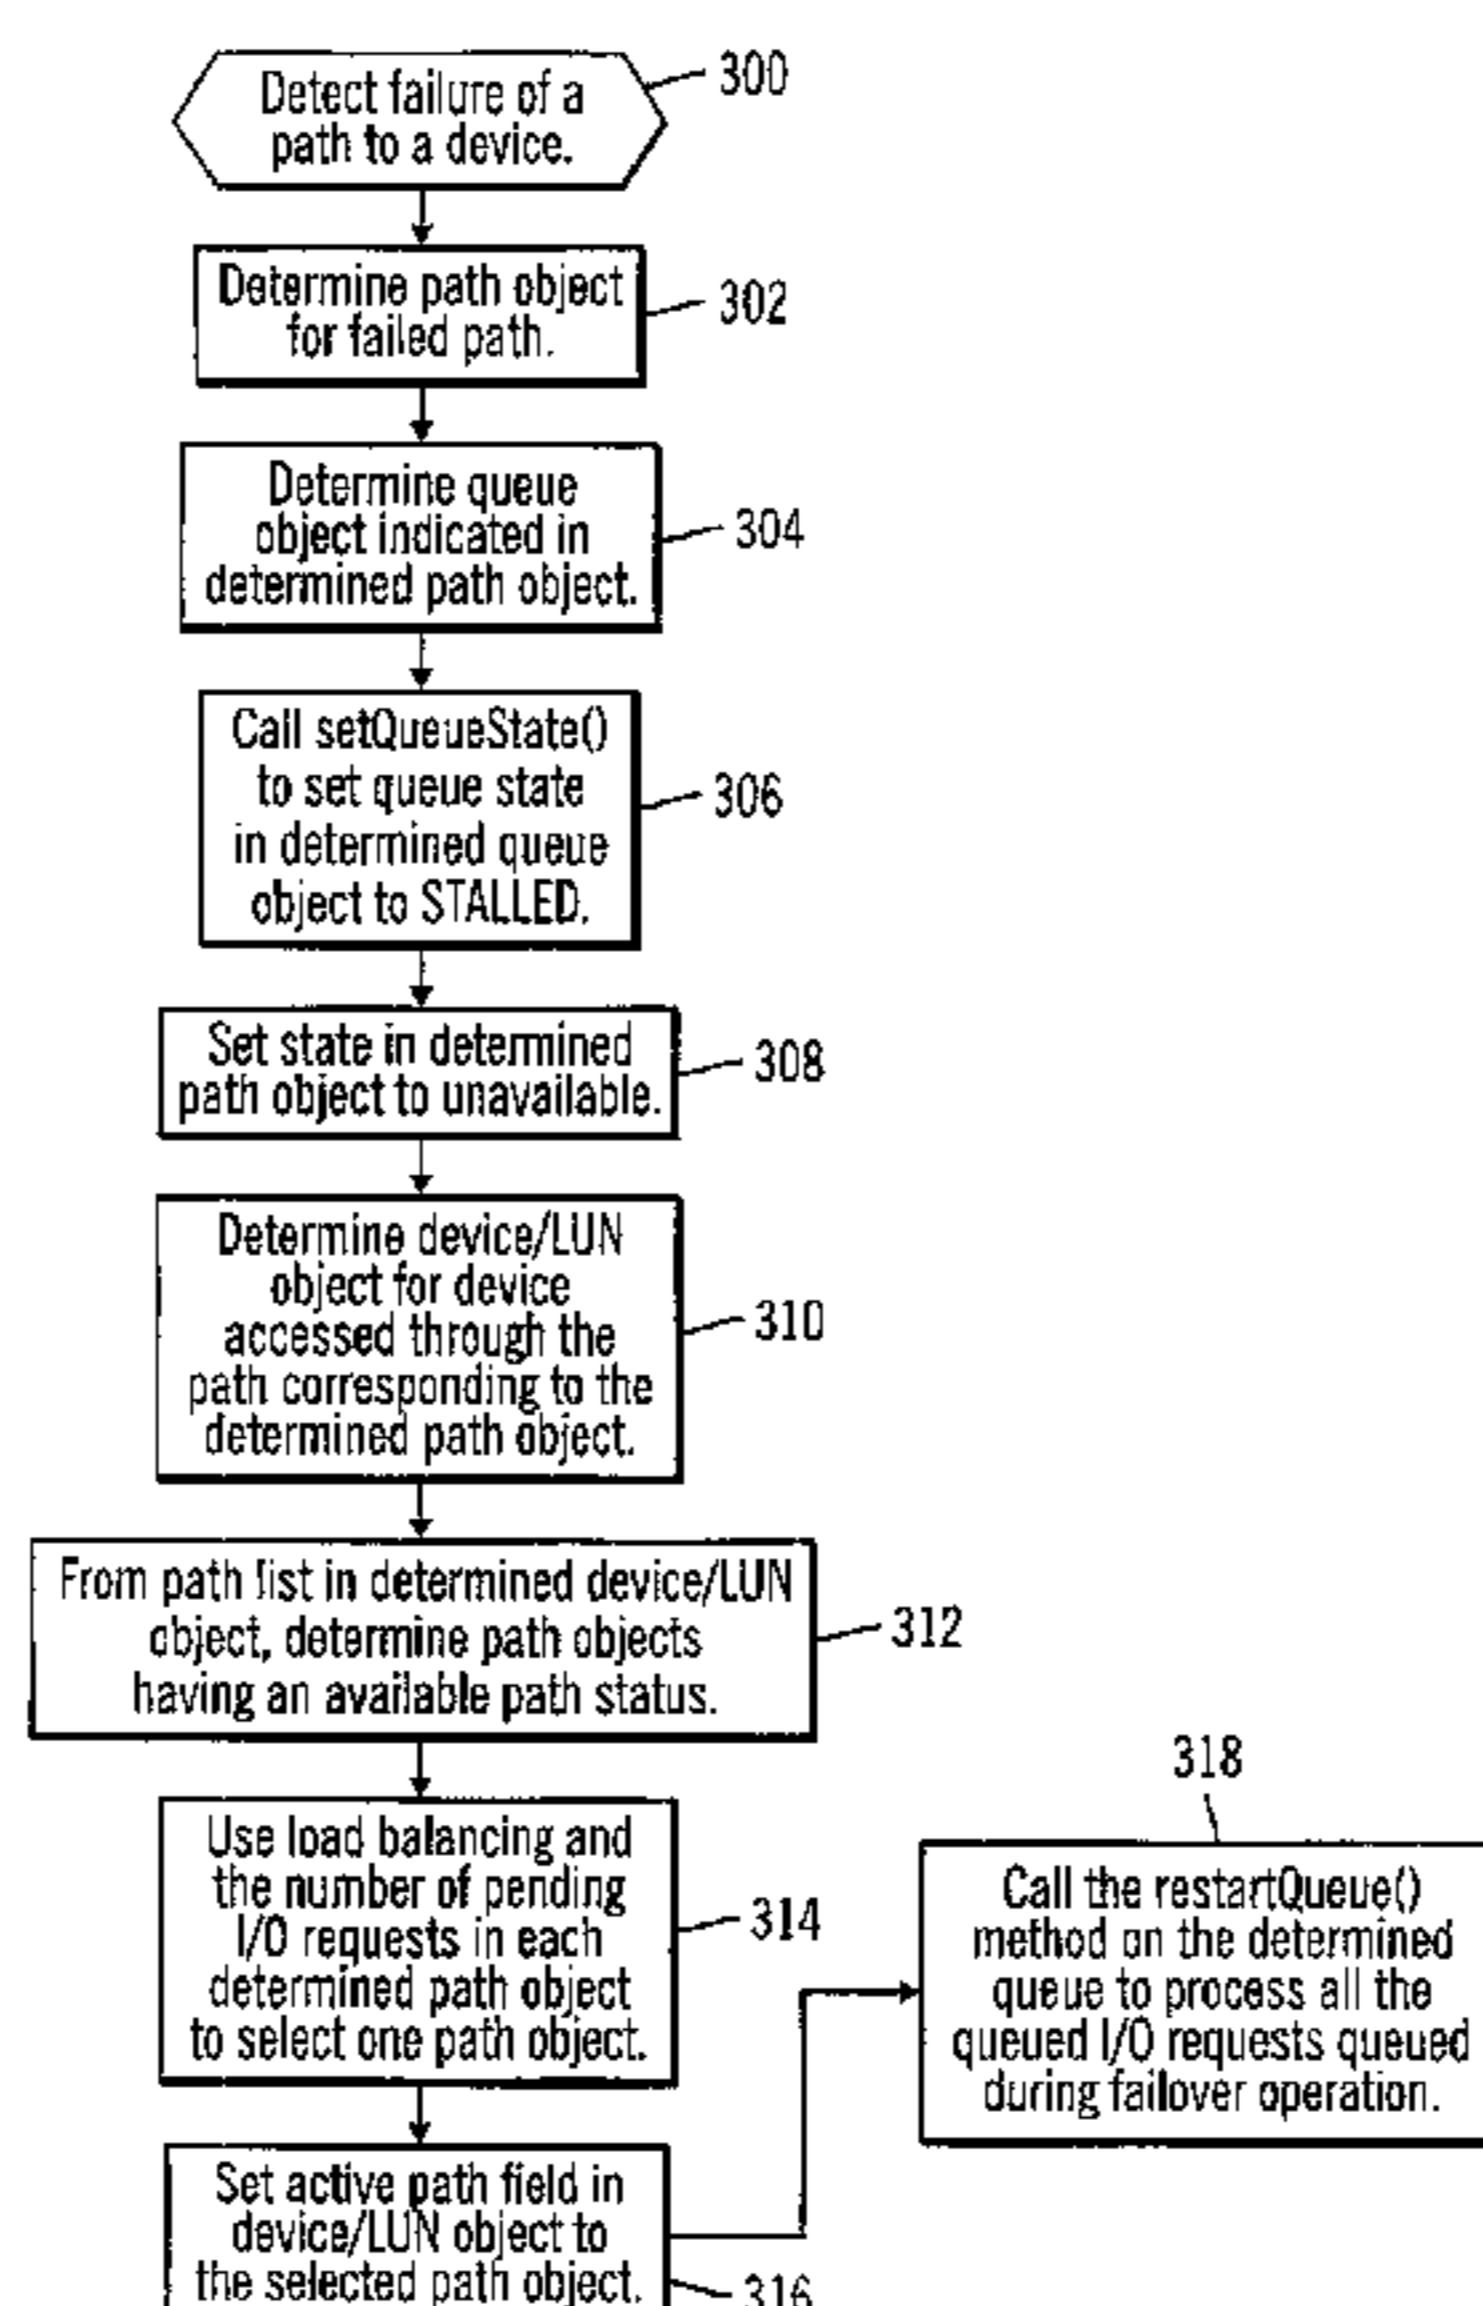 Detect failure of a
path to a device.
300
Determine path object
for failed path.
302
Determine queue
object indicated in
determined path object.
304
Call setQueueState()
to set queue state
in determined queue
object to STALLED.
306
Set state in determined
path object to unavailable.
308
Determine device/LUN
object for device
accessed through the
path corresponding to the
determined path object.
310
From path list in determined device/LUN
object, determine path objects
having an available path status.
312
Use load balancing and
the number of pending
I/O requests in each
determined path object
to select one path object.
314
Set active path field in
device/LUN object to
the selected path object.
316
318
Call the restartQueue()
method on the determined
queue to process all the
queued I/O requests queued
during failover operation.